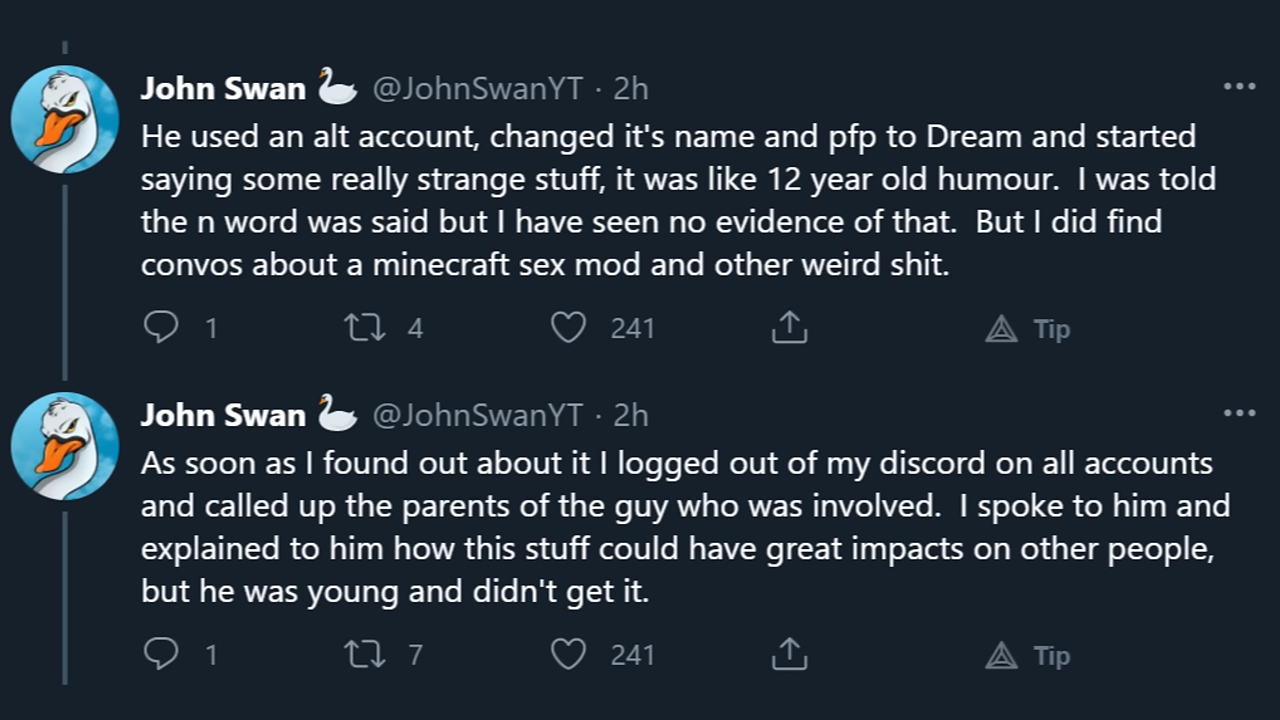 John Swan 🦢 @JohnSwanYT · 2h
He used an alt account, changed it's name and pfp to Dream and started
saying some really strange stuff, it was like 12 year old humour.  I was told
the n word was said but I have seen no evidence of that.  But I did find
convos about a minecraft sex mod and other weird shit.
1 4 241 Tip
John Swan 🦢 @JohnSwanYT · 2h
As soon as I found out about it I logged out of my discord on all accounts
and called up the parents of the guy who was involved.  I spoke to him and
explained to him how this stuff could have great impacts on other people,
but he was young and didn't get it.
1 7 241 Tip